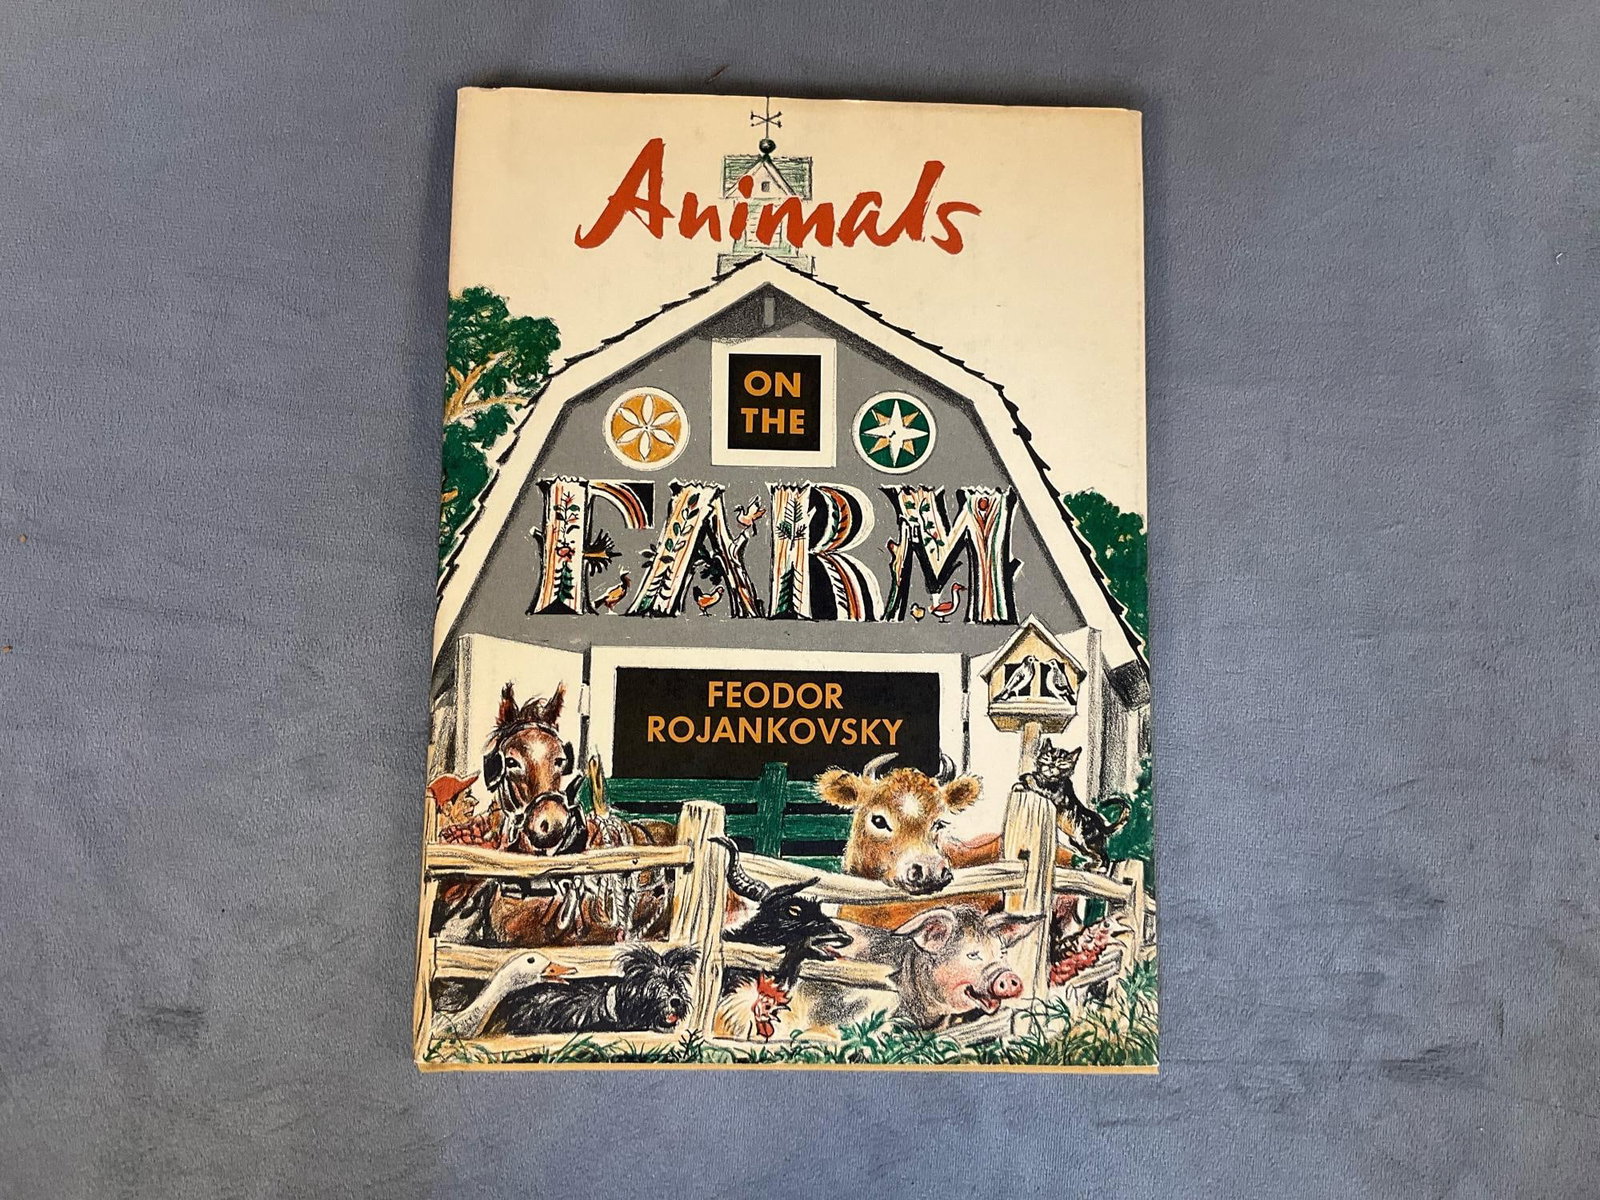 Animals
ON
THE
FARM
FEODOR
ROJANKOVSKY